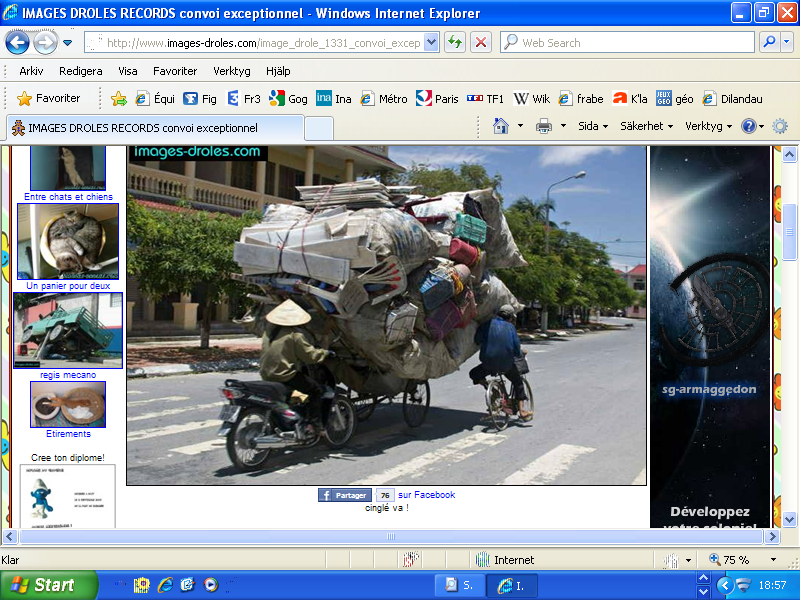 IMAGES DROLES RECORDS convoi exceptionnel - Windows Internet Explorer
http://www.images-droles.com/image_drole_1331_convoi_excep
Web Search
Arkiv Redigera Visa Favoriter Verktyg Hjälp
Favoriter Équi Fig Fr3 Gog ina Ina Métro Paris TF1 W Wik frabe K'la géo Dilandau
IMAGES DROLES RECORDS convoi exceptionnel
Sida Säkerhet Verktyg
images-droles.com
Entre chats et chiens
Un panier pour deux
regis mecano
Etirements
Cree ton diplome!
sg-armaggedon
Développez
votre colonie!
f Partager 76 sur Facebook
cinglé va !
Klar Internet 75 %
Start S. I. 18:57